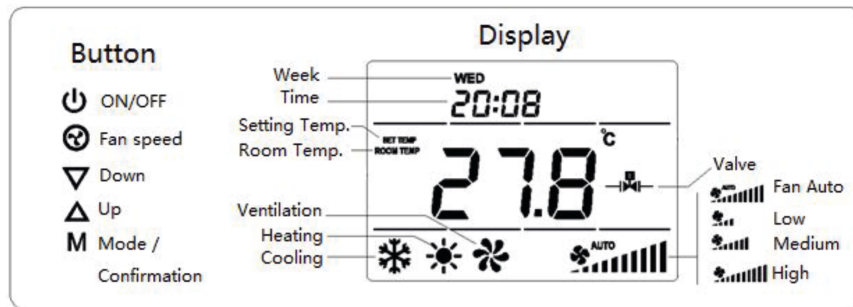 Button
ON/OFF
Fan speed
Down
Up
M Mode /
Confirmation
Display
Week
Time
Setting Temp.
Room Temp.
Ventilation
Heating
Cooling
WED
20:08
SET TEMP
ROOM TEMP
27.8 °C
AUTO
Valve
AUTO Fan Auto
Low
Medium
High